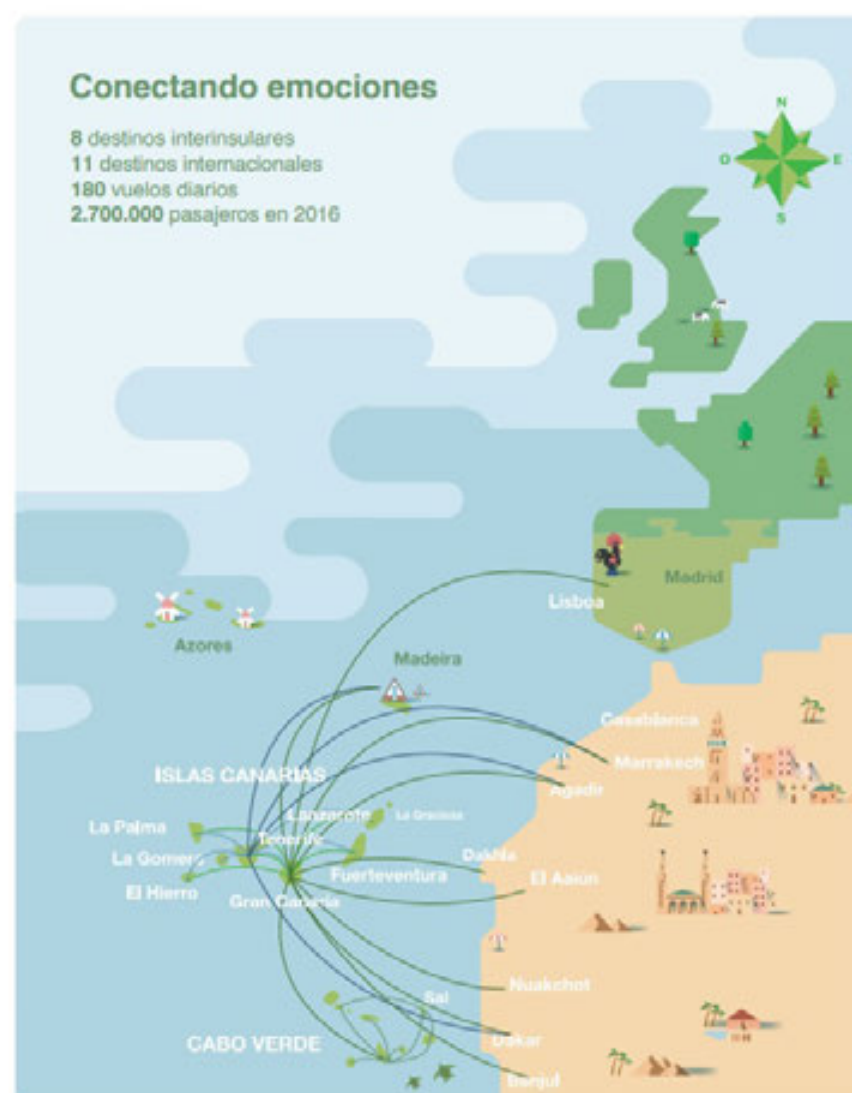 Conectando emociones
8 destinos interinsulares
11 destinos internacionales
180 vuelos diarios
2.700.000 pasajeros en 2016
N
O
E
S
Madrid
Lisboa
Azores
Madeira
Casablanca
Marrakech
ISLAS CANARIAS
Agadir
Lanzarote
La Graciosa
La Palma
Tenerife
La Gomera
Dakhla
El Hierro
Fuerteventura
El Aaiun
Gran Canaria
Nuakchot
Sal
CABO VERDE
Dakar
Banjul